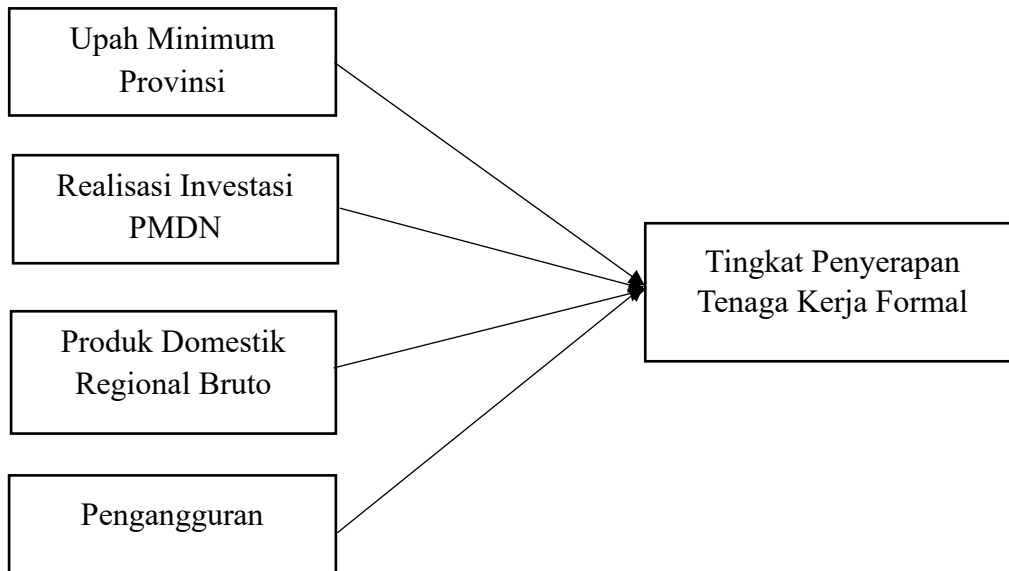 Upah Minimum
Provinsi
Realisasi Investasi
PMDN
Produk Domestik
Regional Bruto
Pengangguran
Tingkat Penyerapan
Tenaga Kerja Formal